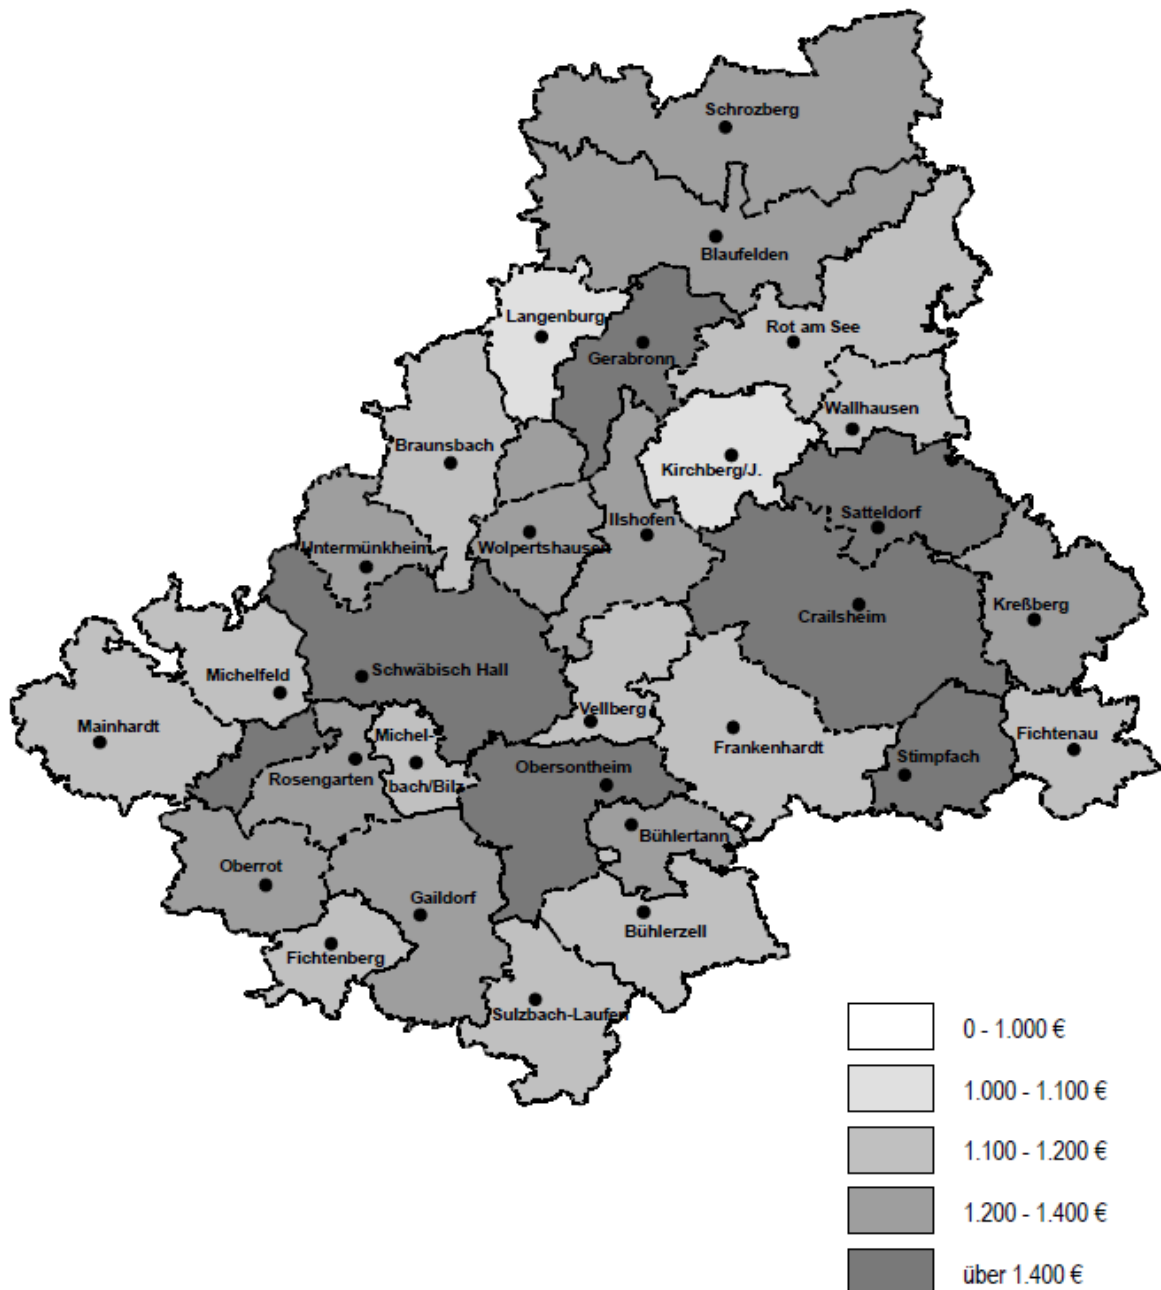 Schrozberg
Blaufelden
Langenburg
Rot am See
Gerabronn
Wallhausen
Braunsbach
Kirchberg/J.
Satteldorf
Ilshofen
Untermünkheim
Wolpertshausen
Kreßberg
Crailsheim
Michelfeld
Schwäbisch Hall
Vellberg
Mainhardt
Michel-
bach/Bilz
Frankenhardt
Fichtenau
Stimpfach
Obersontheim
Rosengarten
Bühlertann
Oberrot
Gaildorf
Bühlerzell
Fichtenberg
Sulzbach-Laufen
0 - 1.000 €
1.000 - 1.100 €
1.100 - 1.200 €
1.200 - 1.400 €
über 1.400 €